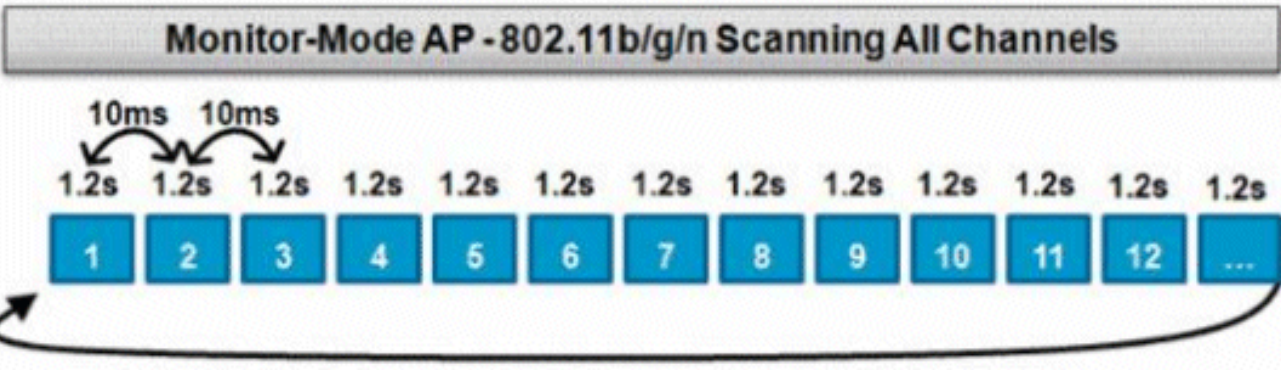 Monitor-Mode AP - 802.11b/g/n Scanning All Channels
10ms 10ms
1.2s 1.2s 1.2s 1.2s 1.2s 1.2s 1.2s 1.2s 1.2s 1.2s 1.2s 1.2s 1.2s
1 2 3 4 5 6 7 8 9 10 11 12 ...